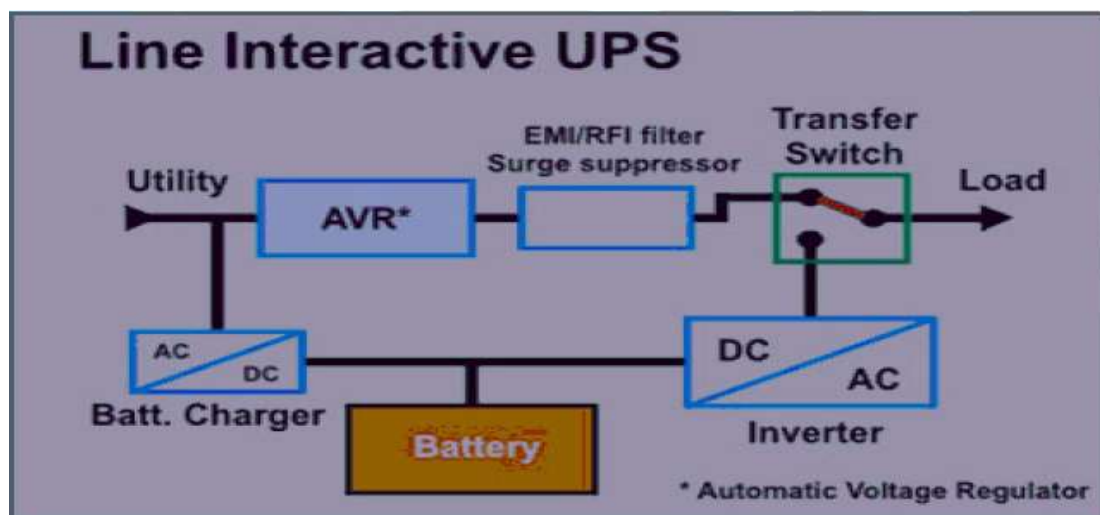 Line Interactive UPS
EMI/RFI filter
Surge suppressor
Transfer
Switch
Utility
Load
AVR*
AC
DC
Batt. Charger
Battery
DC
AC
Inverter
* Automatic Voltage Regulator